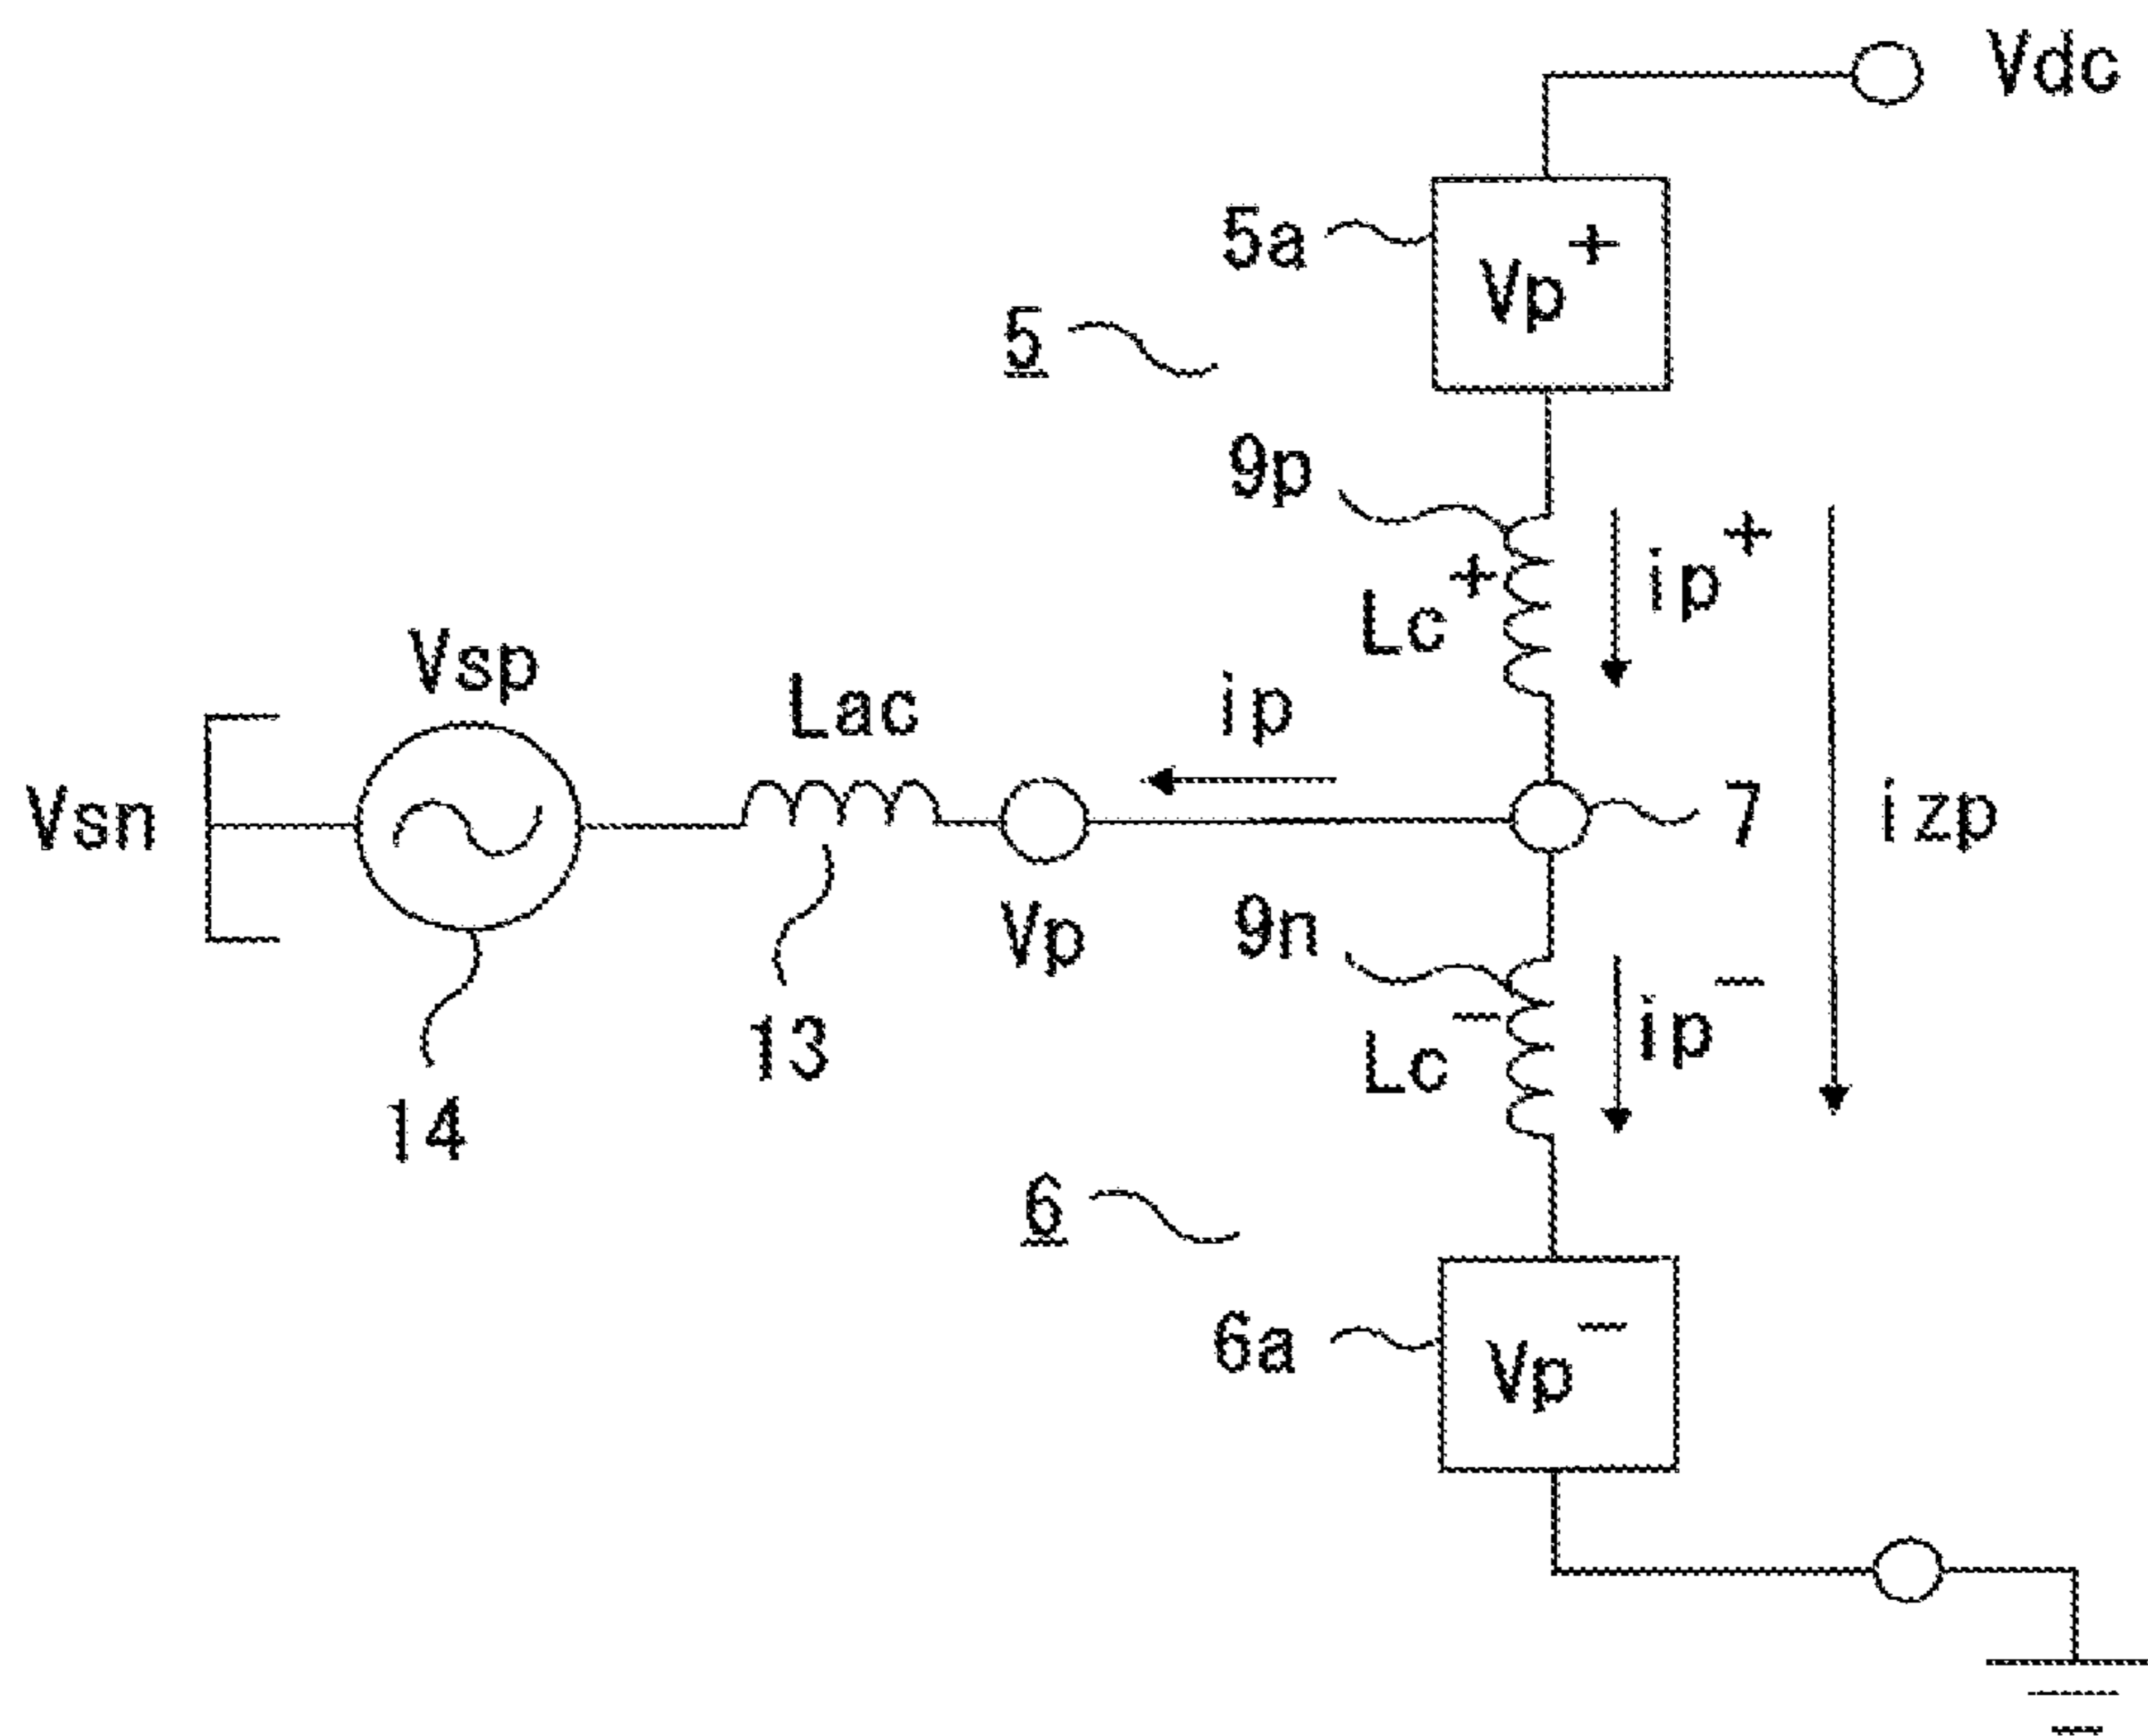 Vdc
5a
Vp+
5
9p
ip+
Lc+
Vsp
Lac
ip
Vsn
7
izp
Vp
9n
ip−
Lc−
13
14
6
6a
Vp−